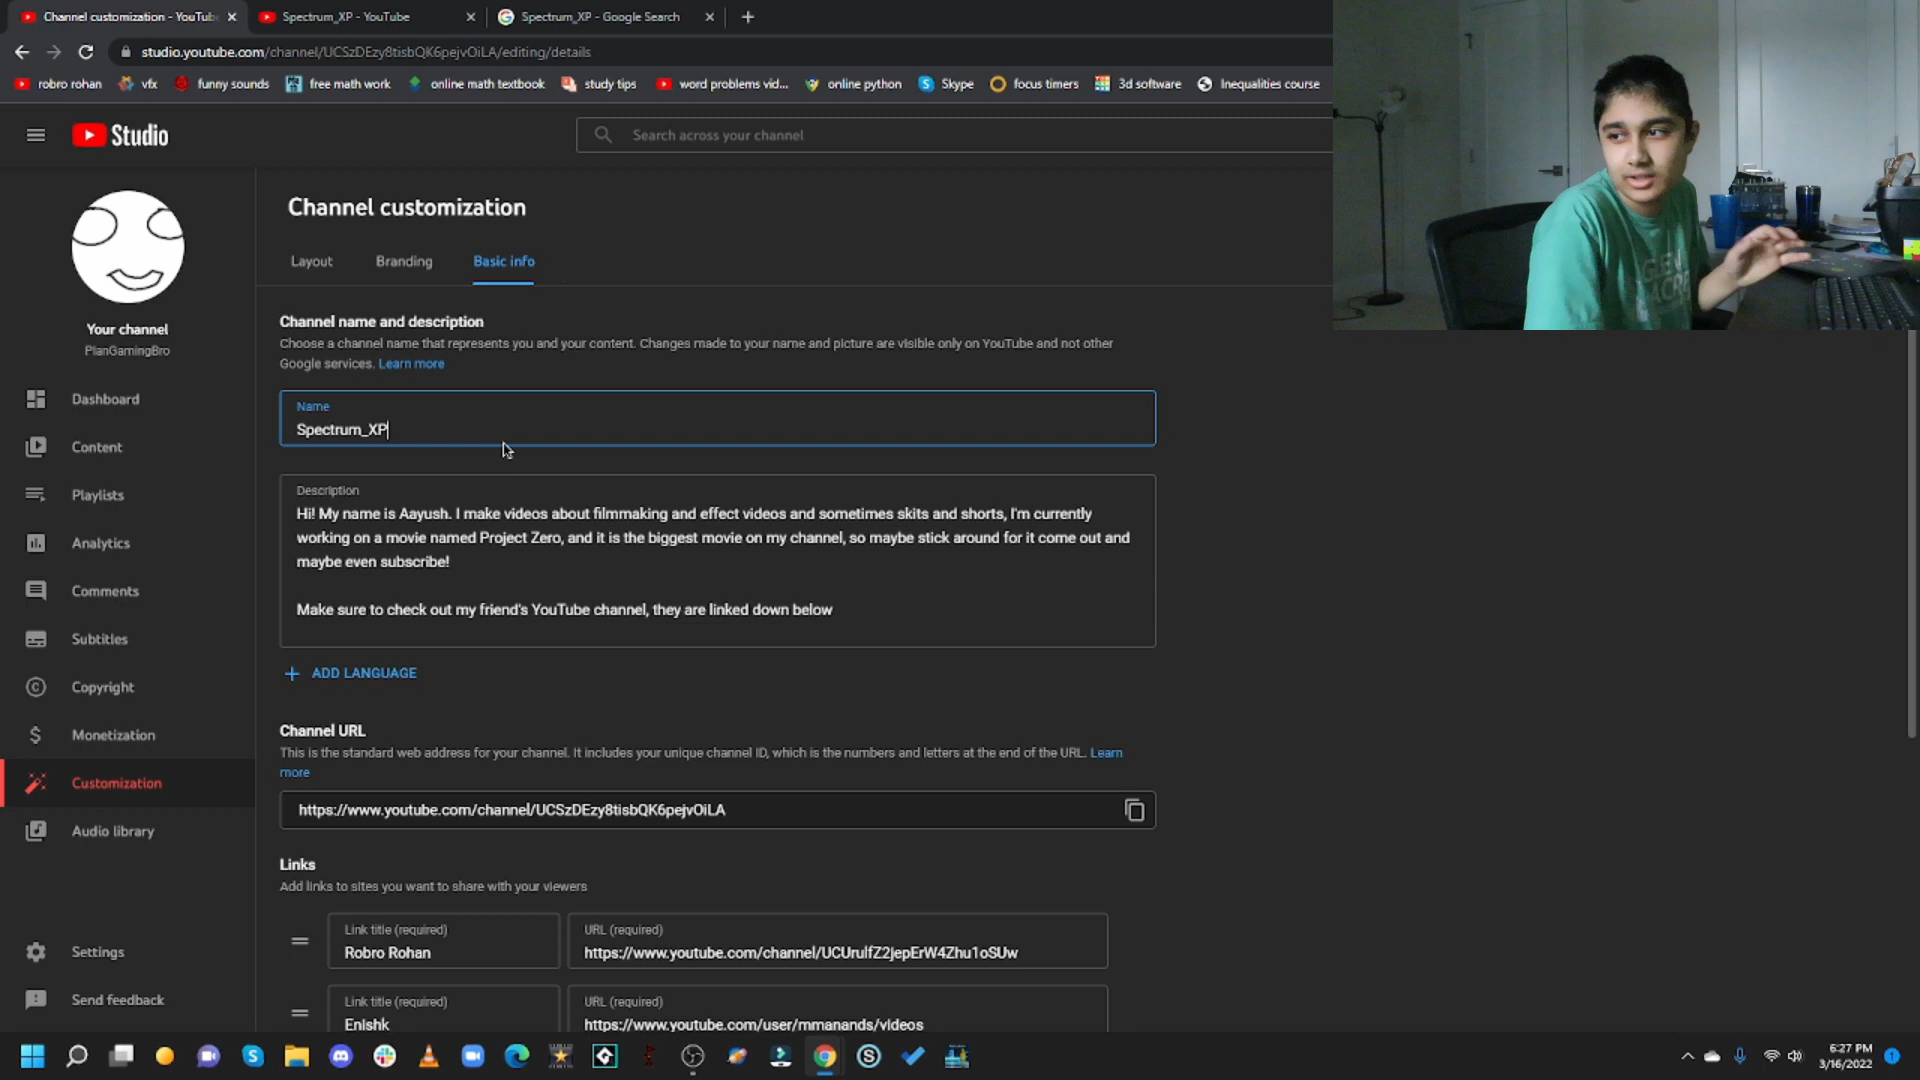 Channel customization - YouTub
Spectrum_XP - YouTube
Spectrum_XP - Google Search
studio.youtube.com/channel/UCSzDEzy8tisbQK6pejvOiLA/editing/details
robro rohan
vfx
funny sounds
free math work
online math textbook
study tips
word problems vid...
online python
Skype
focus timers
3d software
Inequalities course
Studio
Search across your channel
Your channel
PlanGamingBro
Dashboard
Content
Playlists
Analytics
Comments
Subtitles
Copyright
Monetization
Customization
Audio library
Settings
Send feedback
Channel customization
Layout
Branding
Basic info
Channel name and description
Choose a channel name that represents you and your content. Changes made to your name and picture are visible only on YouTube and not other
Google services. Learn more
Name
Spectrum_XP
Description
Hi! My name is Aayush. I make videos about filmmaking and effect videos and sometimes skits and shorts, I'm currently
working on a movie named Project Zero, and it is the biggest movie on my channel, so maybe stick around for it come out and
maybe even subscribe!
Make sure to check out my friend's YouTube channel, they are linked down below
ADD LANGUAGE
Channel URL
This is the standard web address for your channel. It includes your unique channel ID, which is the numbers and letters at the end of the URL. Learn
more
https://www.youtube.com/channel/UCSzDEzy8tisbQK6pejvOiLA
Links
Add links to sites you want to share with your viewers
Link title (required)
Robro Rohan
URL (required)
https://www.youtube.com/channel/UCUrulfZ2jepErW4Zhu1oSUw
Link title (required)
Enishk
URL (required)
https://www.youtube.com/user/mmanands/videos
6:27 PM
3/16/2022